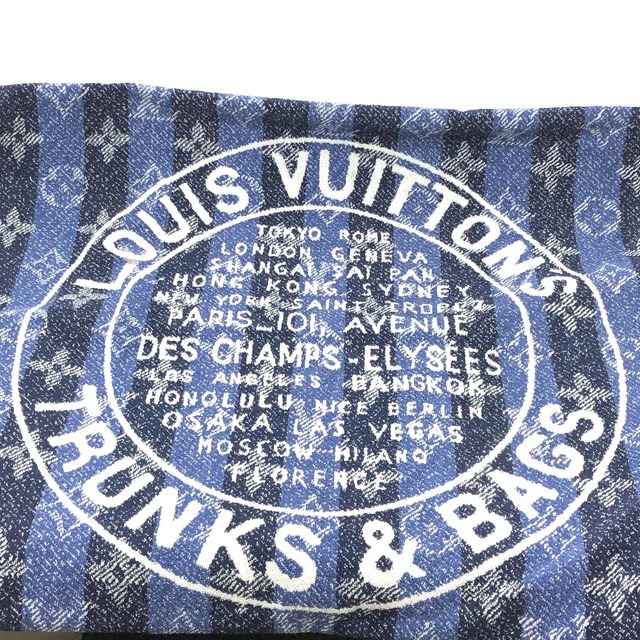 LOUIS VUITTON'S
TOKYO ROME
LONDON GENEVA
SHANGAI SAI PAN
HONG KONG SYDNEY
NEW YORK SAINT TROPEZ
PARIS_101, AVENUE
DES CHAMPS-ELYSÉES
LOS ANGELES BANGKOK
HONOLULU NICE BERLIN
OSAKA LAS VEGAS
MOSCOW-MILANO
FLORENCE
TRUNKS & BAGS